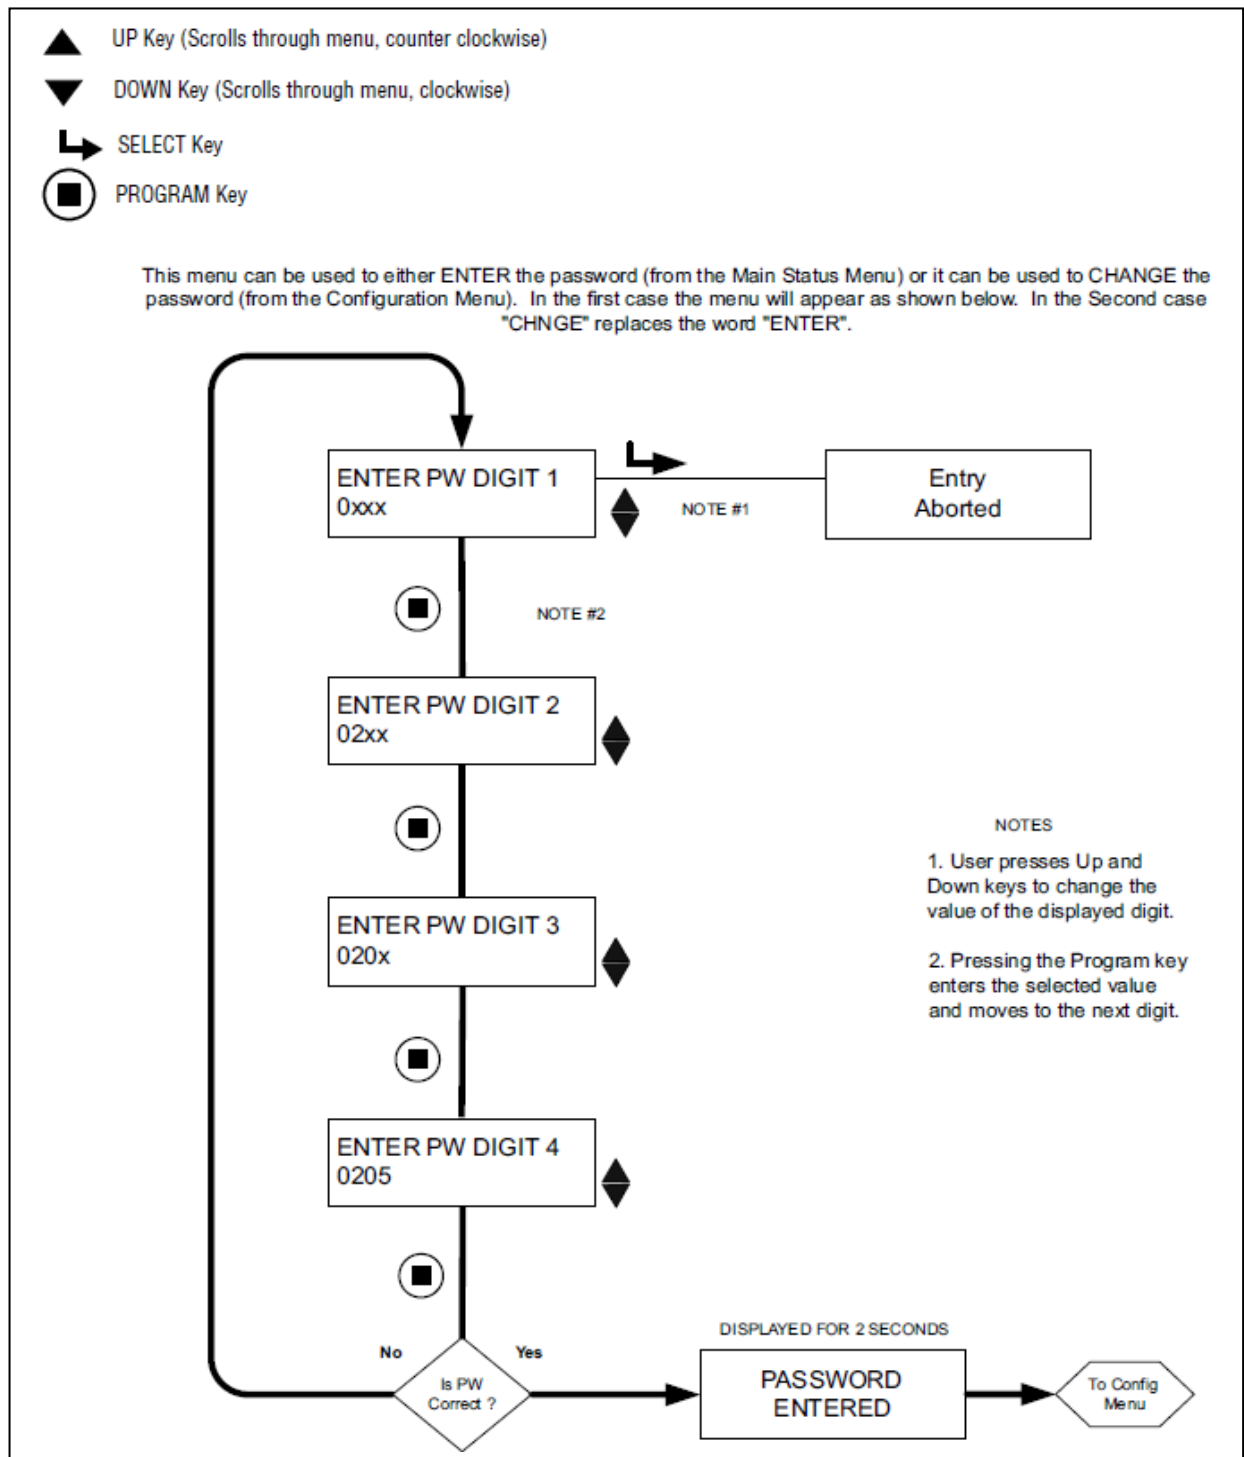 UP Key (Scrolls through menu, counter clockwise)
DOWN Key (Scrolls through menu, clockwise)
SELECT Key
PROGRAM Key
This menu can be used to either ENTER the password (from the Main Status Menu) or it can be used to CHANGE the
password (from the Configuration Menu). In the first case the menu will appear as shown below. In the Second case
"CHNGE" replaces the word "ENTER".
ENTER PW DIGIT 1
0xxx
NOTE #1
Entry
Aborted
NOTE #2
ENTER PW DIGIT 2
02xx
ENTER PW DIGIT 3
020x
NOTES
1. User presses Up and
Down keys to change the
value of the displayed digit.
2. Pressing the Program key
enters the selected value
and moves to the next digit.
ENTER PW DIGIT 4
0205
No
Yes
Is PW
Correct ?
DISPLAYED FOR 2 SECONDS
PASSWORD
ENTERED
To Config
Menu